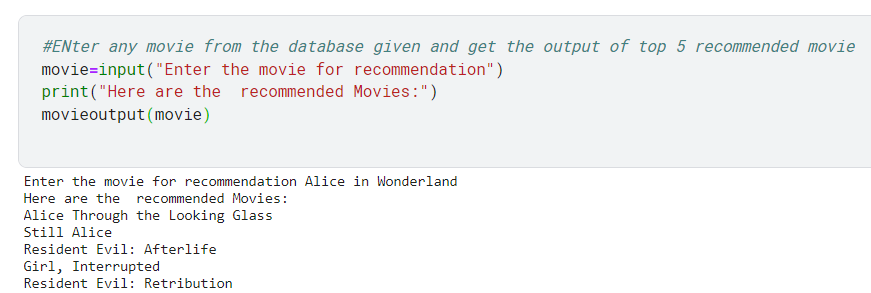 #ENter any movie from the database given and get the output of top 5 recommended movie
movie=input("Enter the movie for recommendation")
print("Here are the  recommended Movies:")
movieoutput(movie)
Enter the movie for recommendation Alice in Wonderland
Here are the  recommended Movies:
Alice Through the Looking Glass
Still Alice
Resident Evil: Afterlife
Girl, Interrupted
Resident Evil: Retribution